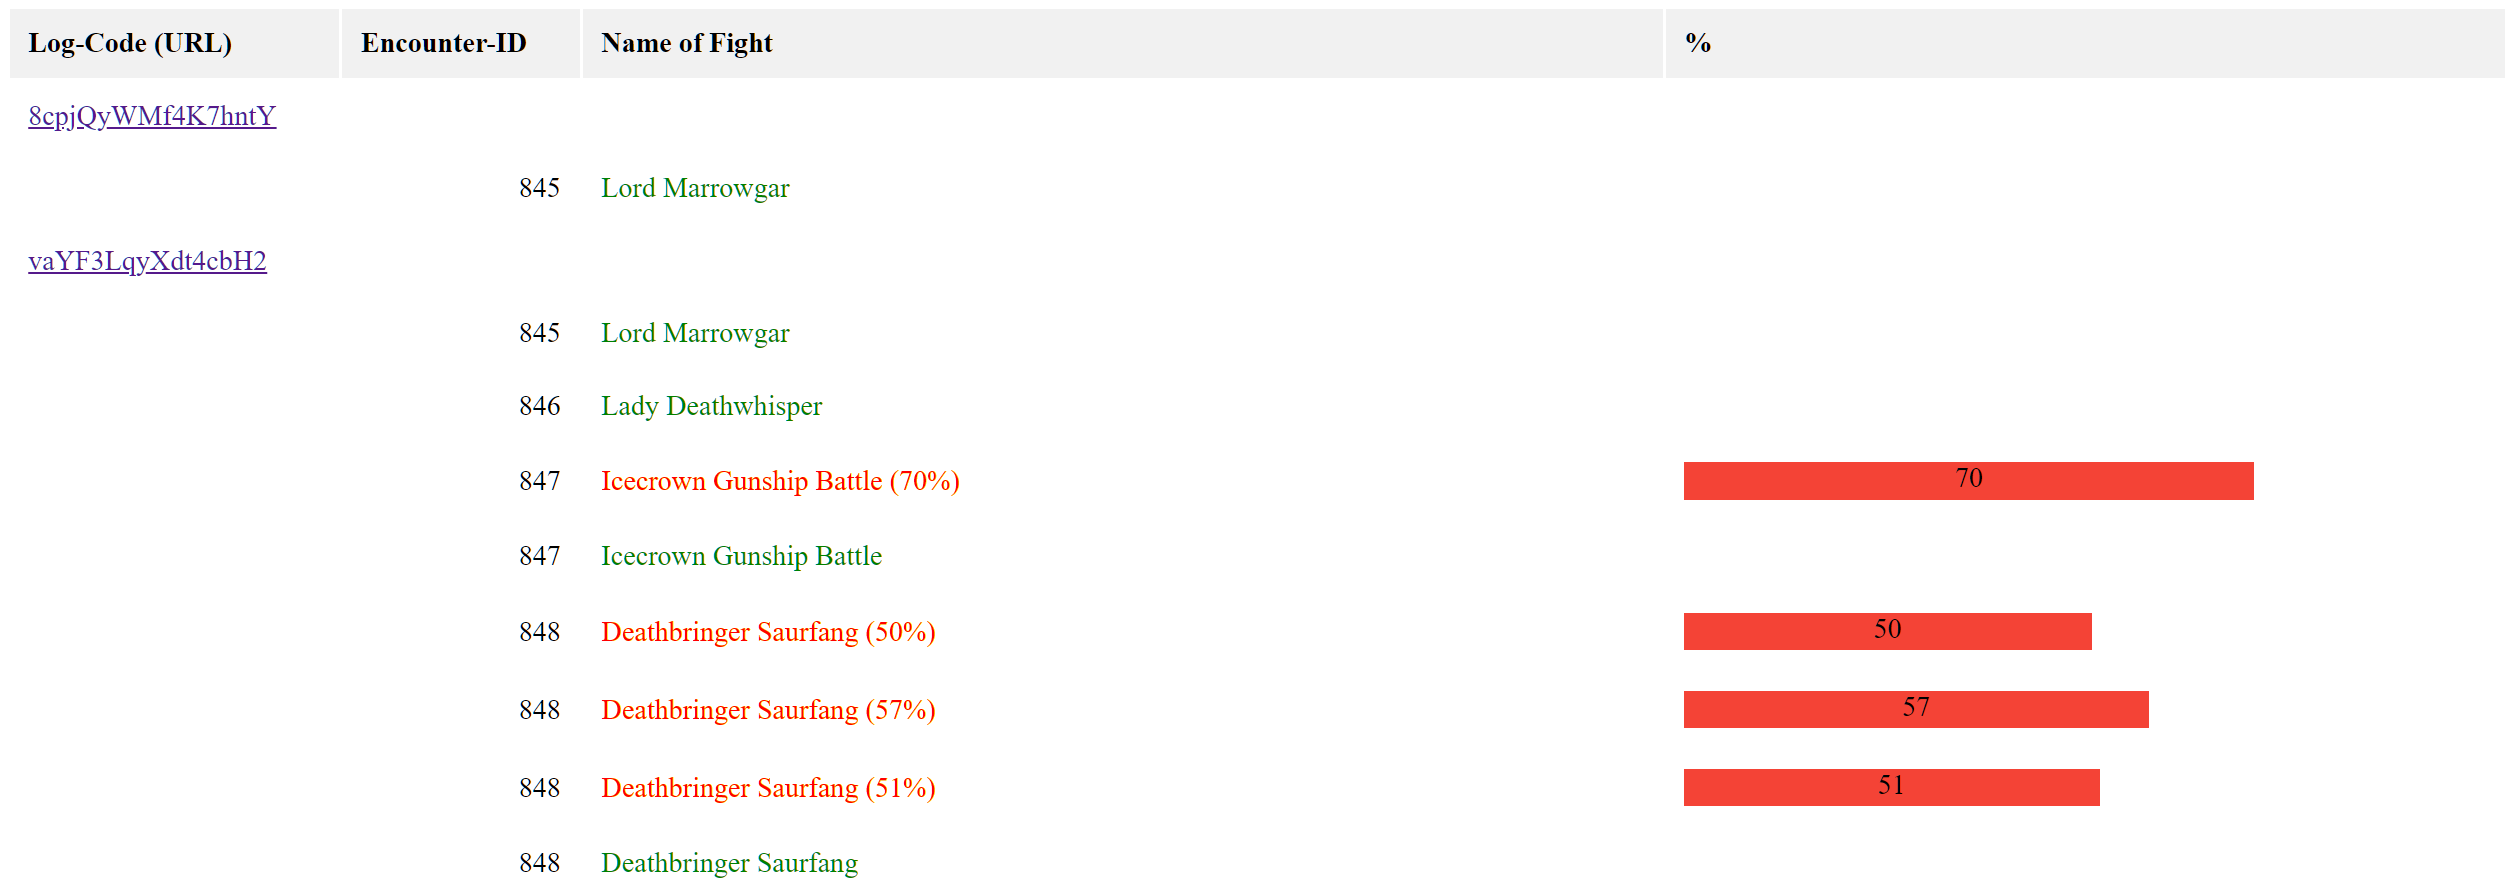 Log-Code (URL) Encounter-ID Name of Fight %
8cpjQyWMf4K7hntY
845 Lord Marrowgar
vaYF3LqyXdt4cbH2
845 Lord Marrowgar
846 Lady Deathwhisper
847 Icecrown Gunship Battle (70%) 70
847 Icecrown Gunship Battle
848 Deathbringer Saurfang (50%) 50
848 Deathbringer Saurfang (57%) 57
848 Deathbringer Saurfang (51%) 51
848 Deathbringer Saurfang